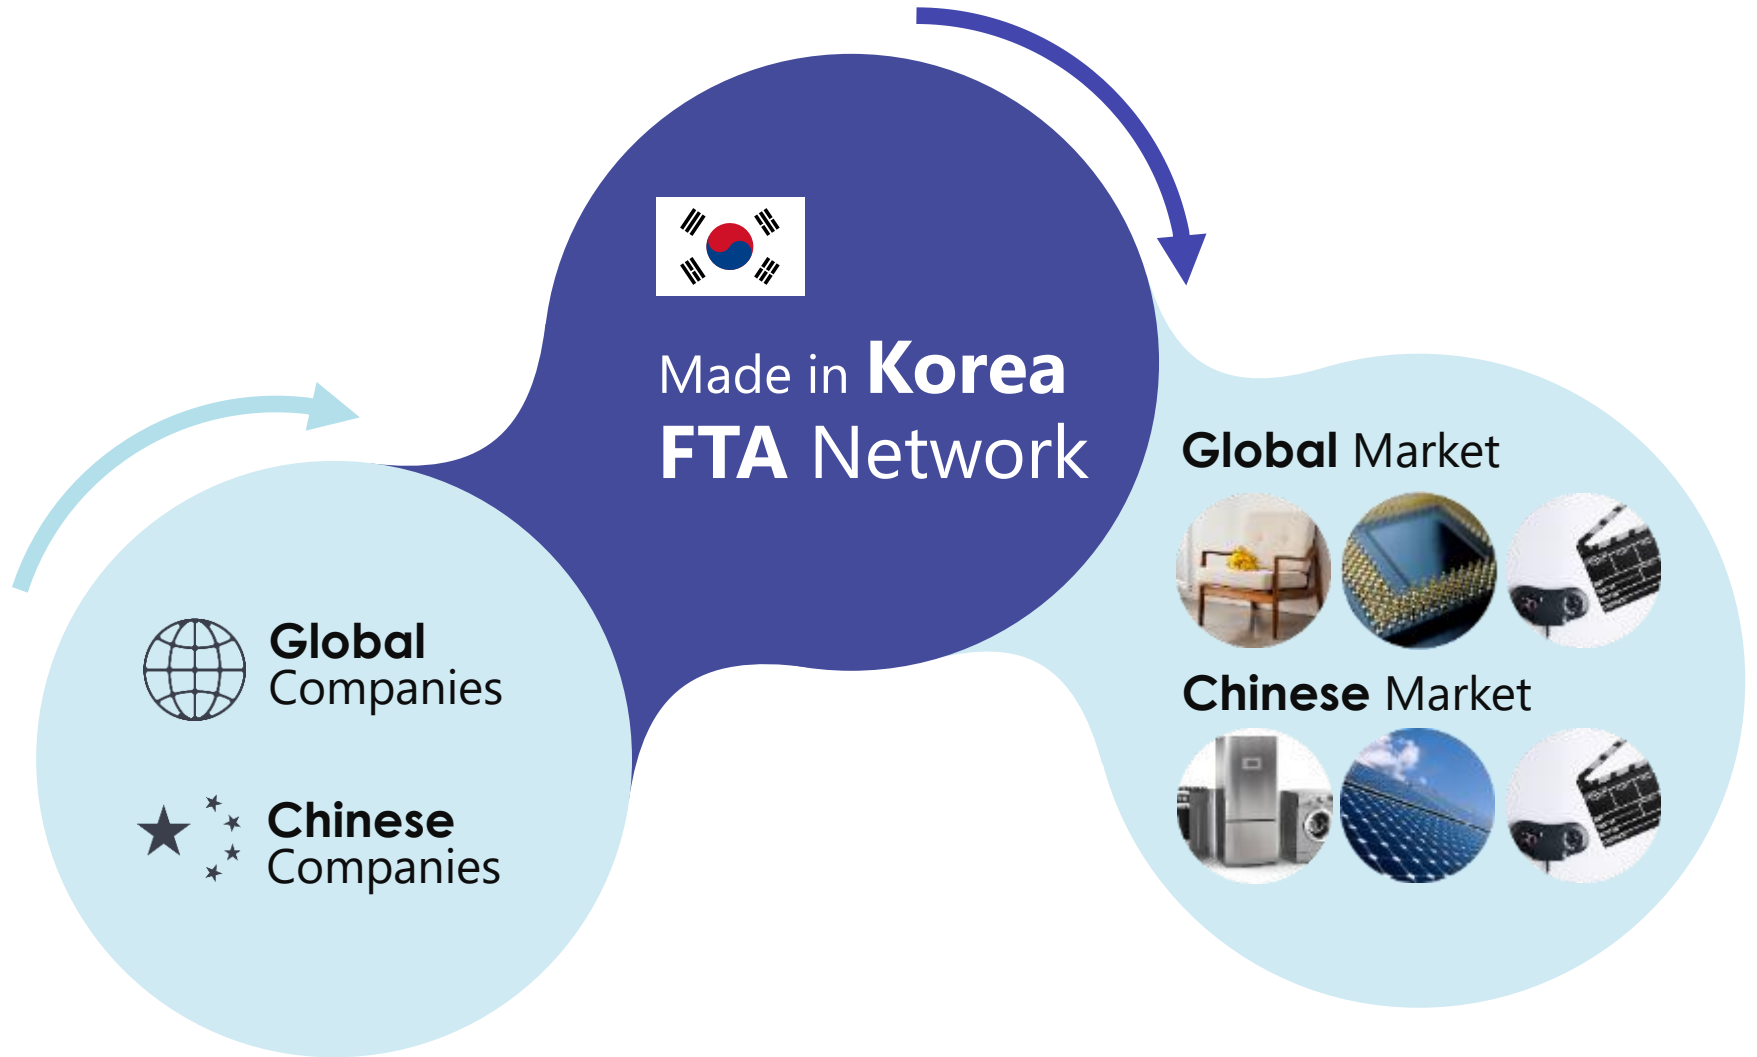 Made in Korea
FTA Network
Global
Companies
Chinese
Companies
Global Market
Chinese Market